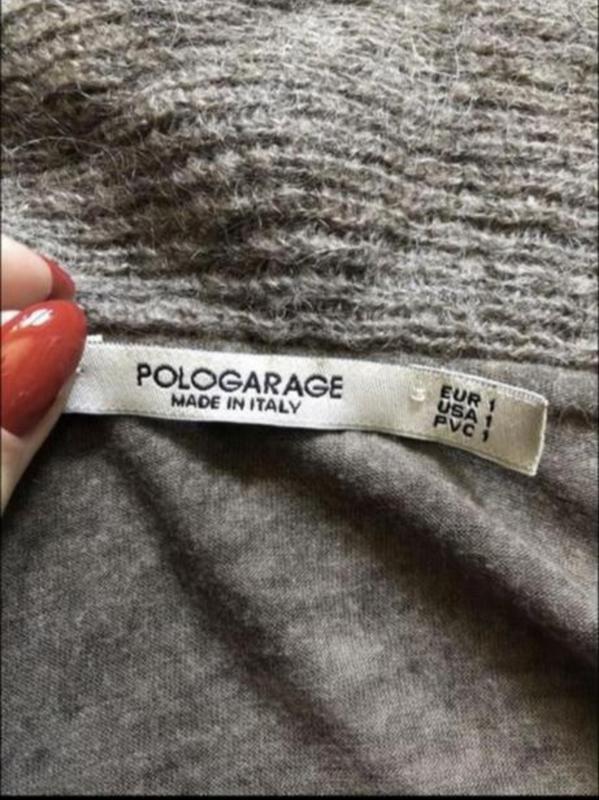 POLOGARAGE
MADE IN ITALY
EUR 1
USA 1
PVC 1